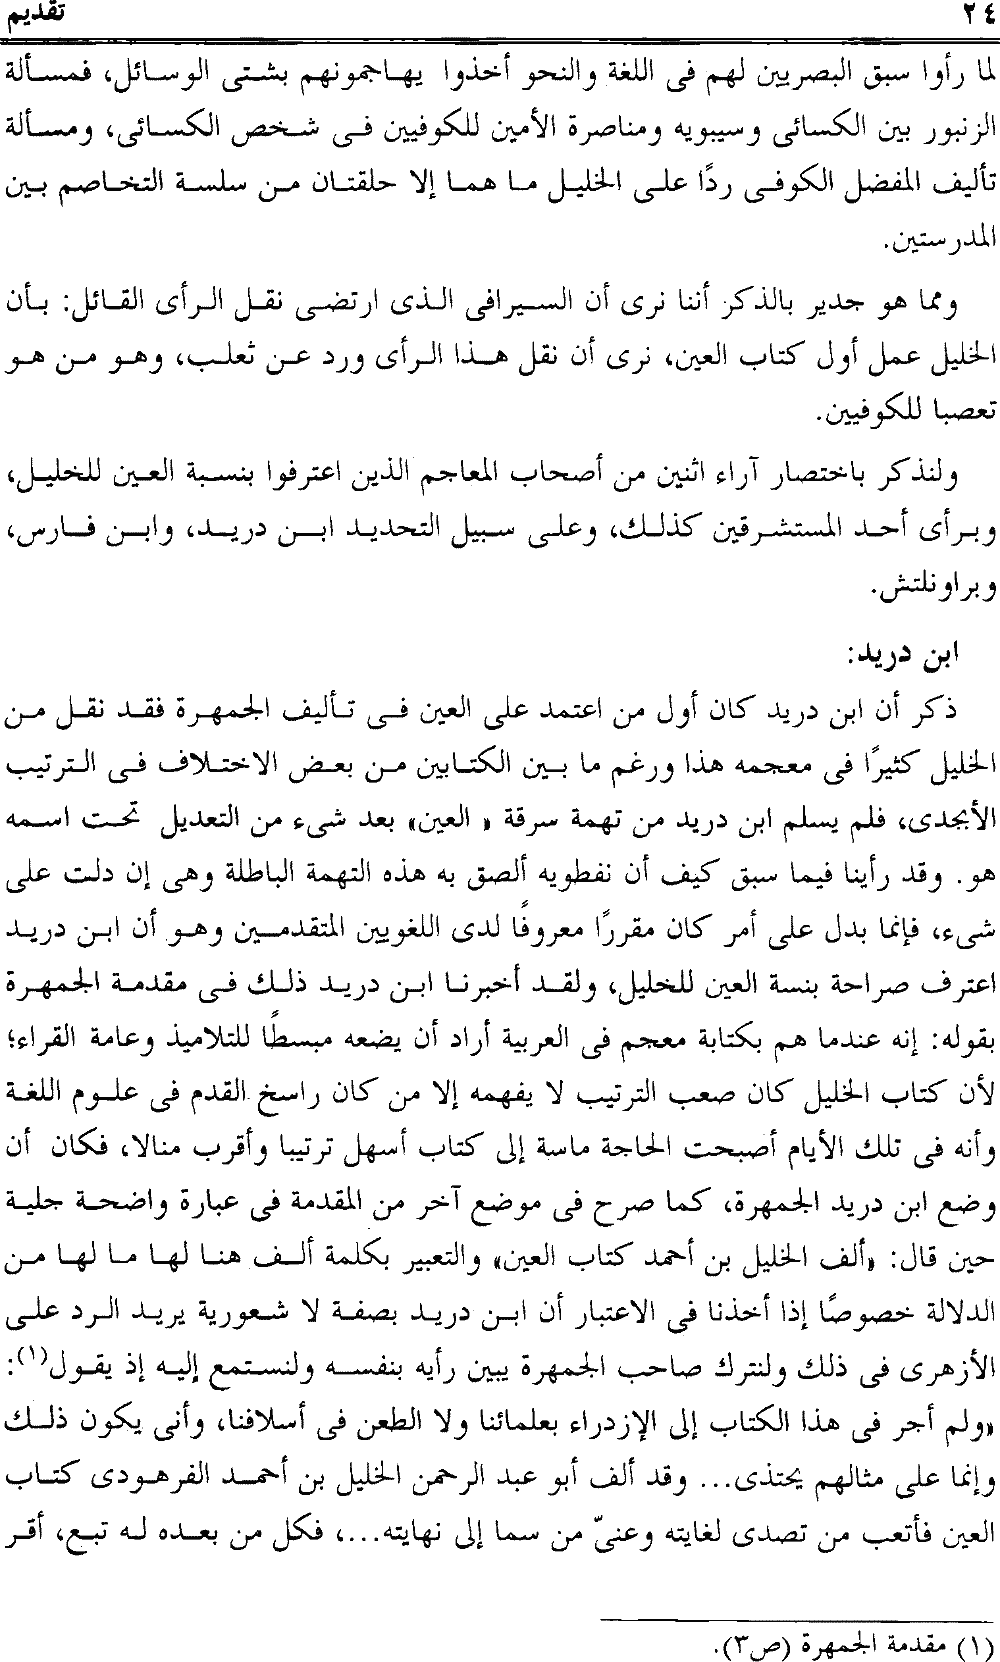 ٢٤ تقديم
لما رأوا سبق البصريين لهم فى اللغة والنحو أخذوا يهاجمونهم بشتى الوسائل، فمسألة
الزنبور بين الكسائى وسيبويه ومناصرة الأمين للكوفيين فى شخص الكسائى، ومسألة
تأليف المفضل الكوفى ردًا على الخليل ما هما إلا حلقتان من سلسة التخاصم بين
المدرستين.
ومما هو جدير بالذكر أننا نرى أن السيرافى الذى ارتضى نقل الرأى القائل: بأن
الخليل عمل أول كتاب العين، نرى أن نقل هذا الرأى ورد عن ثعلب، وهو من هو
تعصبا للكوفيين.
ولنذكر باختصار آراء اثنين من أصحاب المعاجم الذين اعترفوا بنسبة العين للخليل،
وبرأى أحد المستشرقين كذلك، وعلى سبيل التحديد ابن دريد، وابن فارس،
وبراونلتش.
ابن دريد:
ذكر أن ابن دريد كان أول من اعتمد على العين فى تأليف الجمهرة فقد نقل من
الخليل كثيرًا فى معجمه هذا ورغم ما بين الكتابين من بعض الاختلاف فى الترتيب
الأبجدى، فلم يسلم ابن دريد من تهمة سرقة « العين» بعد شىء من التعديل تحت اسمه
هو. وقد رأينا فيما سبق كيف أن نفطويه ألصق به هذه التهمة الباطلة وهى إن دلت على
شىء، فإنما بدل على أمر كان مقررًا معروفًا لدى اللغويين المتقدمين وهو أن ابن دريد
اعترف صراحة بنسة العين للخليل، ولقد أخبرنا ابن دريد ذلك فى مقدمة الجمهرة
بقوله: إنه عندما هم بكتابة معجم فى العربية أراد أن يضعه مبسطًا للتلاميذ وعامة القراء؛
لأن كتاب الخليل كان صعب الترتيب لا يفهمه إلا من كان راسخ القدم فى علوم اللغة
وأنه فى تلك الأيام أصبحت الحاجة ماسة إلى كتاب أسهل ترتيبا وأقرب منالا، فكان أن
وضع ابن دريد الجمهرة، كما صرح فى موضع آخر من المقدمة فى عبارة واضحة جلية
حين قال: «ألف الخليل بن أحمد كتاب العين» والتعبير بكلمة ألف هنا لها ما لها من
الدلالة خصوصًا إذا أخذنا فى الاعتبار أن ابن دريد بصفة لا شعورية يريد الرد على
الأزهرى فى ذلك ولنترك صاحب الجمهرة يبين رأيه بنفسه ولنستمع إليه إذ يقول(١):
«ولم أجر فى هذا الكتاب إلى الإزدراء بعلمائنا ولا الطعن فى أسلافنا، وأنى يكون ذلك
وإنما على مثالهم يحتذى... وقد ألف أبو عبد الرحمن الخليل بن أحمد الفرهودى كتاب
العين فأتعب من تصدى لغايته وعنىّ من سما إلى نهايته...، فكل من بعده له تبع، أقر
(١) مقدمة الجمهرة (ص٣).